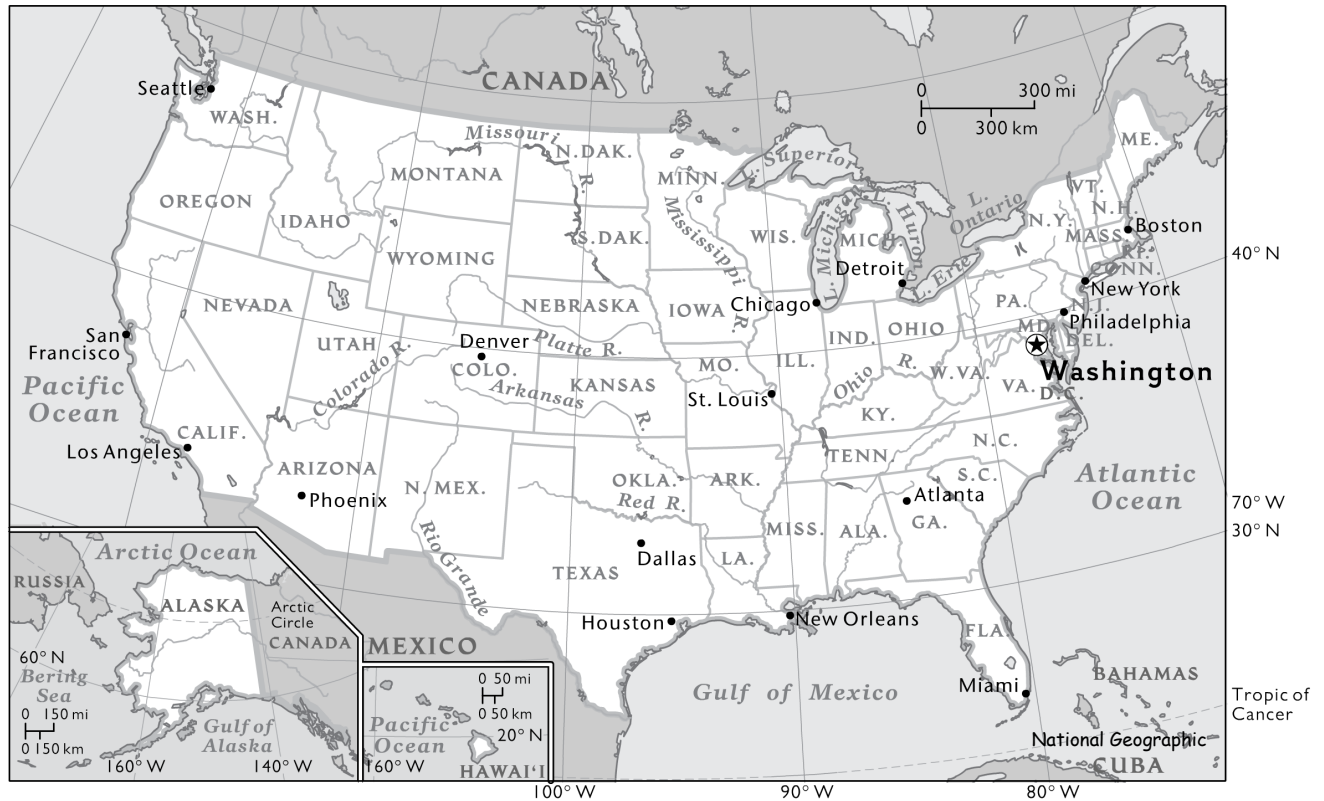 CANADA
0 300 mi
0 300 km
Seattle
WASH.
OREGON
IDAHO
MONTANA
Missouri
R.
N.DAK.
S.DAK.
MINN.
L. Superior
WIS.
L. Michigan
MICH.
L. Huron
L.
Ontario
L. Erie
Detroit
ME.
VT.
N.H.
N.Y.
MASS.
Boston
R.I.
CONN.
New York
40° N
WYOMING
NEBRASKA
Mississippi
R.
IOWA
Chicago
NEVADA
UTAH
Colorado R.
Denver
COLO.
Platte R.
Arkansas
R.
KANSAS
MO.
St. Louis
ILL.
IND.
OHIO
Ohio
R.
PA.
N.J.
Philadelphia
MD.
DEL.
Washington
D.C.
W.VA.
VA.
KY.
San
Francisco
Pacific
Ocean
CALIF.
Los Angeles
ARIZONA
Phoenix
N. MEX.
OKLA.
Red R.
ARK.
TENN.
N.C.
S.C.
Atlanta
GA.
ALA.
MISS.
LA.
Atlantic
Ocean
70° W
30° N
Rio Grande
TEXAS
Dallas
Houston
New Orleans
FLA.
Miami
Gulf of Mexico
MEXICO
BAHAMAS
Tropic of
Cancer
National Geographic
CUBA
Arctic Ocean
RUSSIA
ALASKA
Arctic
Circle
CANADA
60° N
Bering
Sea
0 150 mi
0 150 km
Gulf of
Alaska
160° W
140° W
0 50 mi
0 50 km
Pacific
Ocean
20° N
160° W
HAWAI‘I
100° W
90° W
80° W